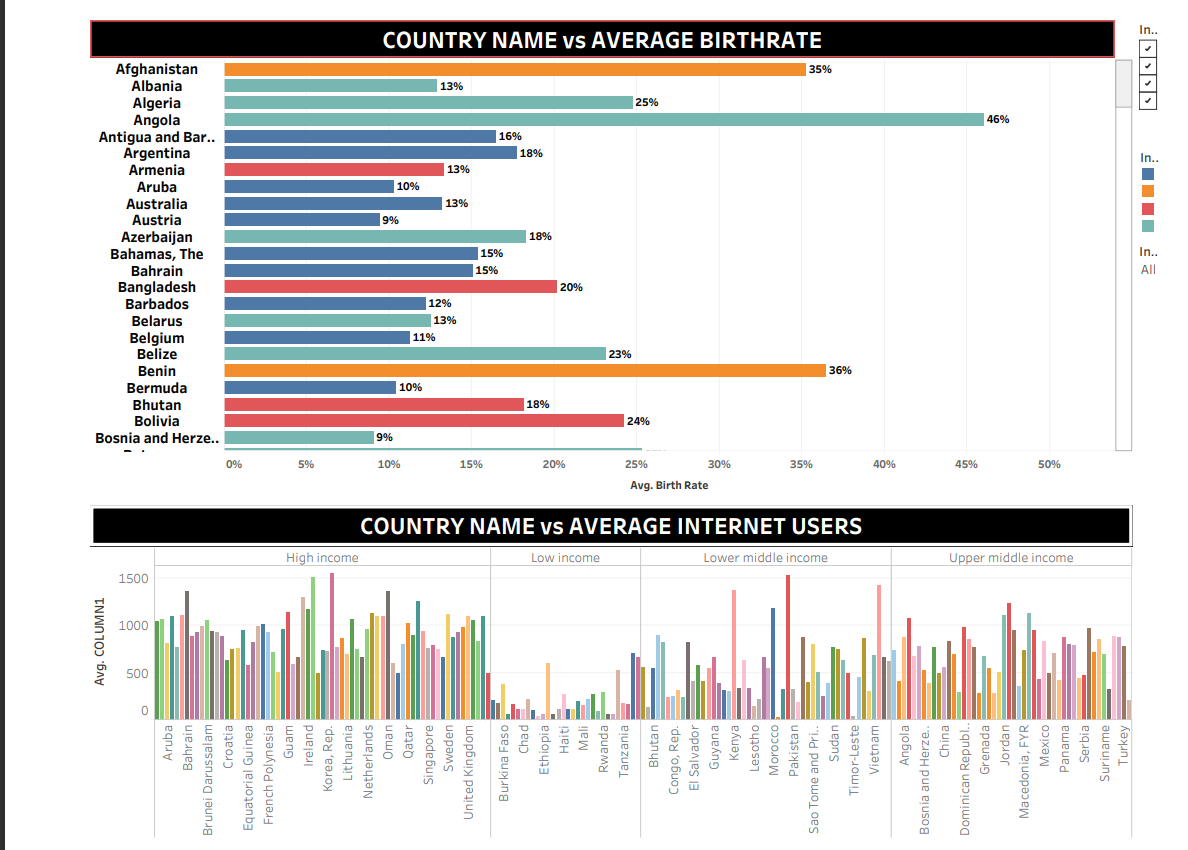 COUNTRY NAME vs AVERAGE BIRTHRATE
In..
Afghanistan 35%
Albania 13%
Algeria 25%
Angola 46%
Antigua and Bar.. 16%
Argentina 18%
Armenia 13%
Aruba 10%
Australia 13%
Austria 9%
Azerbaijan 18%
Bahamas, The 15%
Bahrain 15%
Bangladesh 20%
Barbados 12%
Belarus 13%
Belgium 11%
Belize 23%
Benin 36%
Bermuda 10%
Bhutan 18%
Bolivia 24%
Bosnia and Herze.. 9%
In..
In..
All
0% 5% 10% 15% 20% 25% 30% 35% 40% 45% 50%
Avg. Birth Rate
COUNTRY NAME vs AVERAGE INTERNET USERS
High income Low income Lower middle income Upper middle income
Avg. COLUMN1
1500
1000
500
0
Aruba
Bahrain
Brunei Darussalam
Croatia
Equatorial Guinea
French Polynesia
Guam
Ireland
Korea, Rep.
Lithuania
Netherlands
Oman
Qatar
Singapore
Sweden
United Kingdom
Burkina Faso
Chad
Ethiopia
Haiti
Mali
Rwanda
Tanzania
Bhutan
Congo, Rep.
El Salvador
Guyana
Kenya
Lesotho
Morocco
Pakistan
Sao Tome and Pri..
Sudan
Timor-Leste
Vietnam
Angola
Bosnia and Herze..
China
Dominican Republ..
Grenada
Jordan
Macedonia, FYR
Mexico
Panama
Serbia
Suriname
Turkey